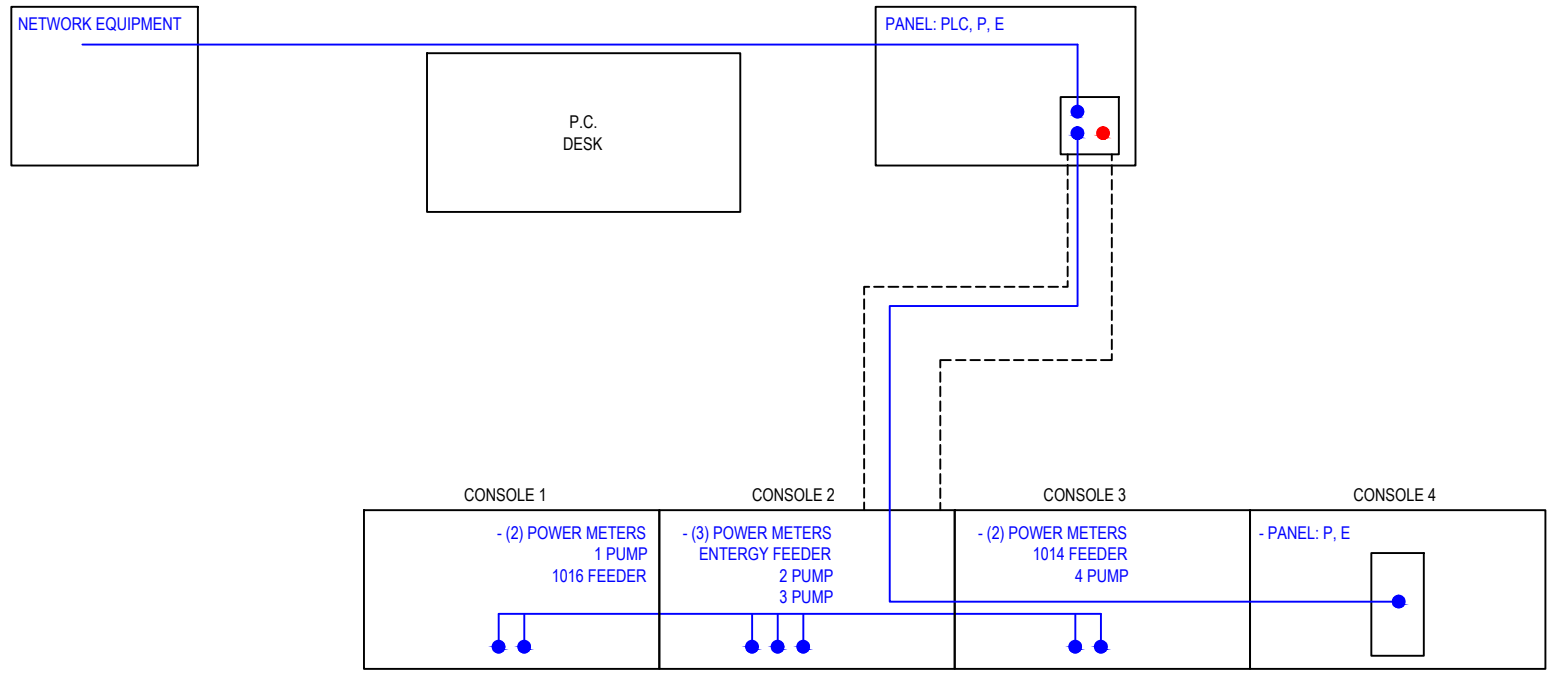 NETWORK EQUIPMENT
PANEL: PLC, P, E
P.C.
DESK
CONSOLE 1
CONSOLE 2
CONSOLE 3
CONSOLE 4
- (2) POWER METERS
1 PUMP
1016 FEEDER
- (3) POWER METERS
ENTERGY FEEDER
2 PUMP
3 PUMP
- (2) POWER METERS
1014 FEEDER
4 PUMP
- PANEL: P, E